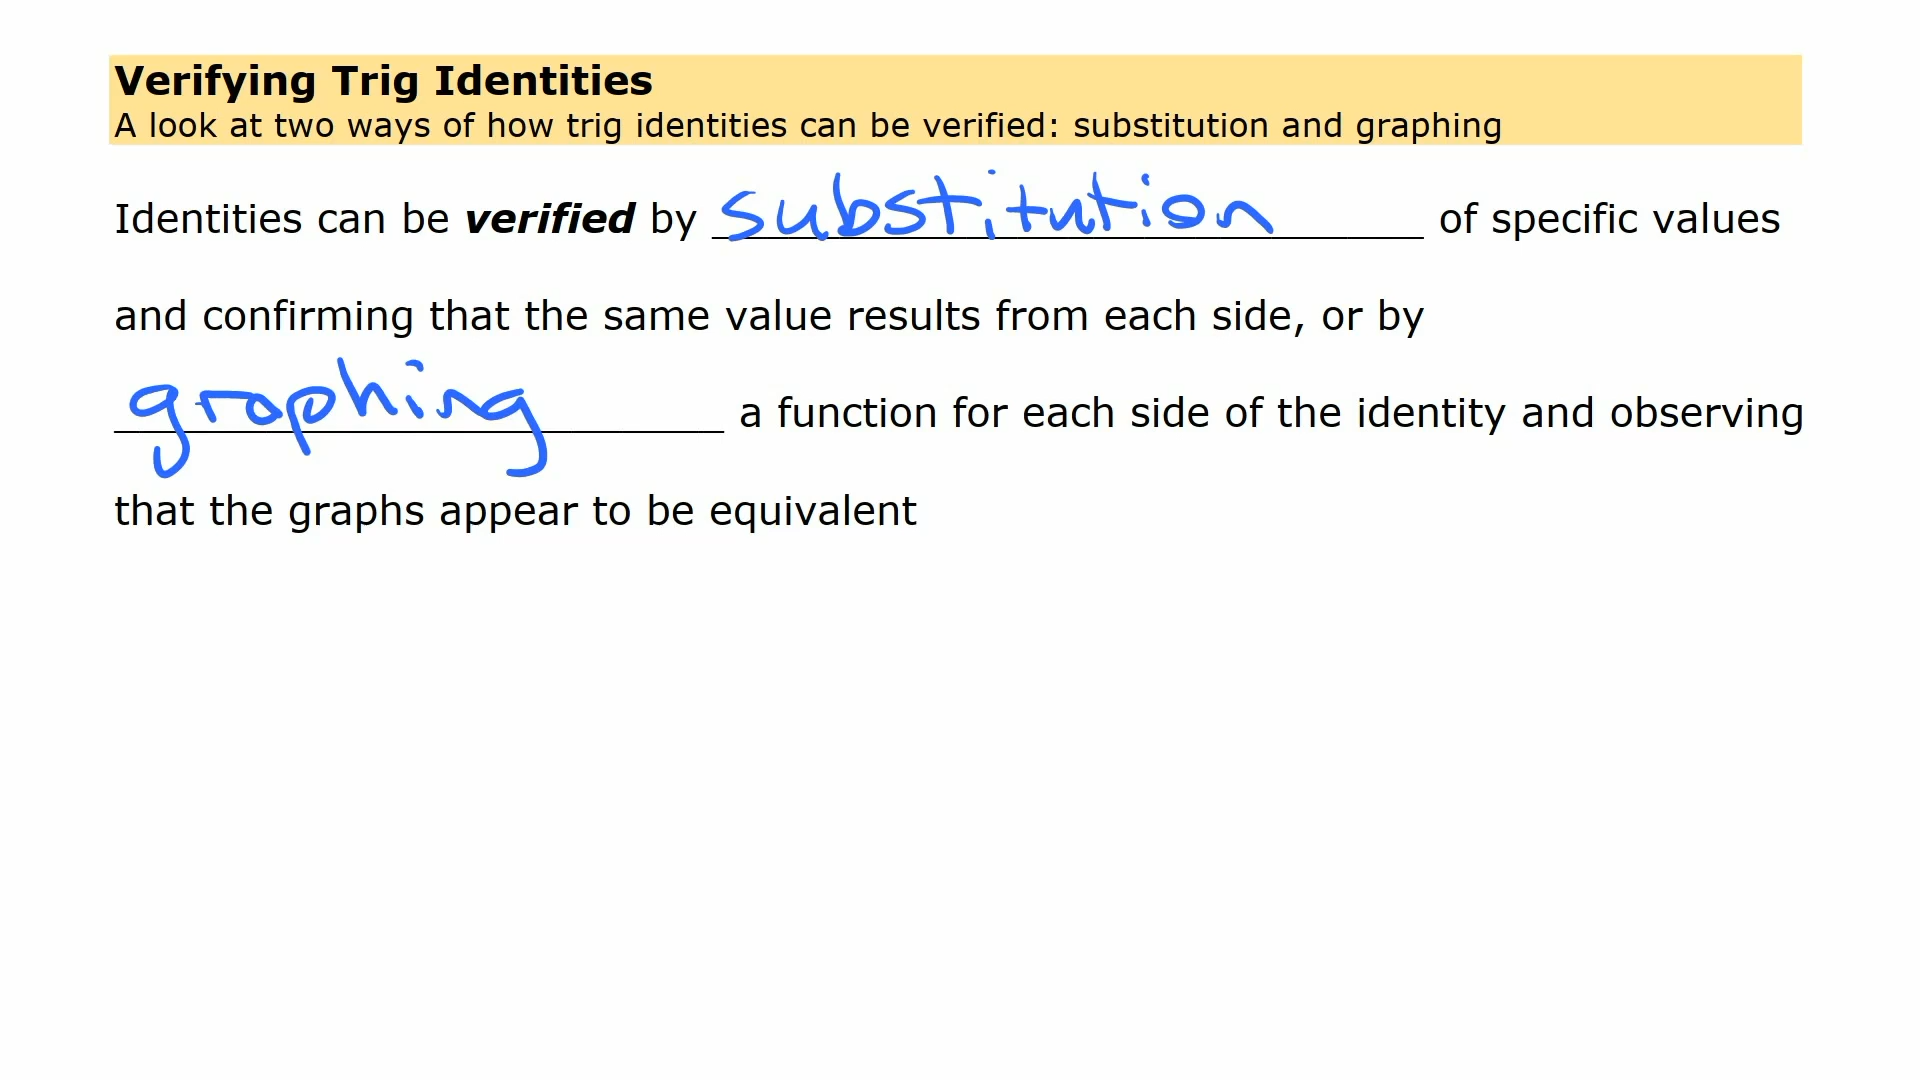 Verifying Trig Identities
A look at two ways of how trig identities can be verified: substitution and graphing
Identities can be verified by substitution of specific values
and confirming that the same value results from each side, or by
graphing a function for each side of the identity and observing
that the graphs appear to be equivalent